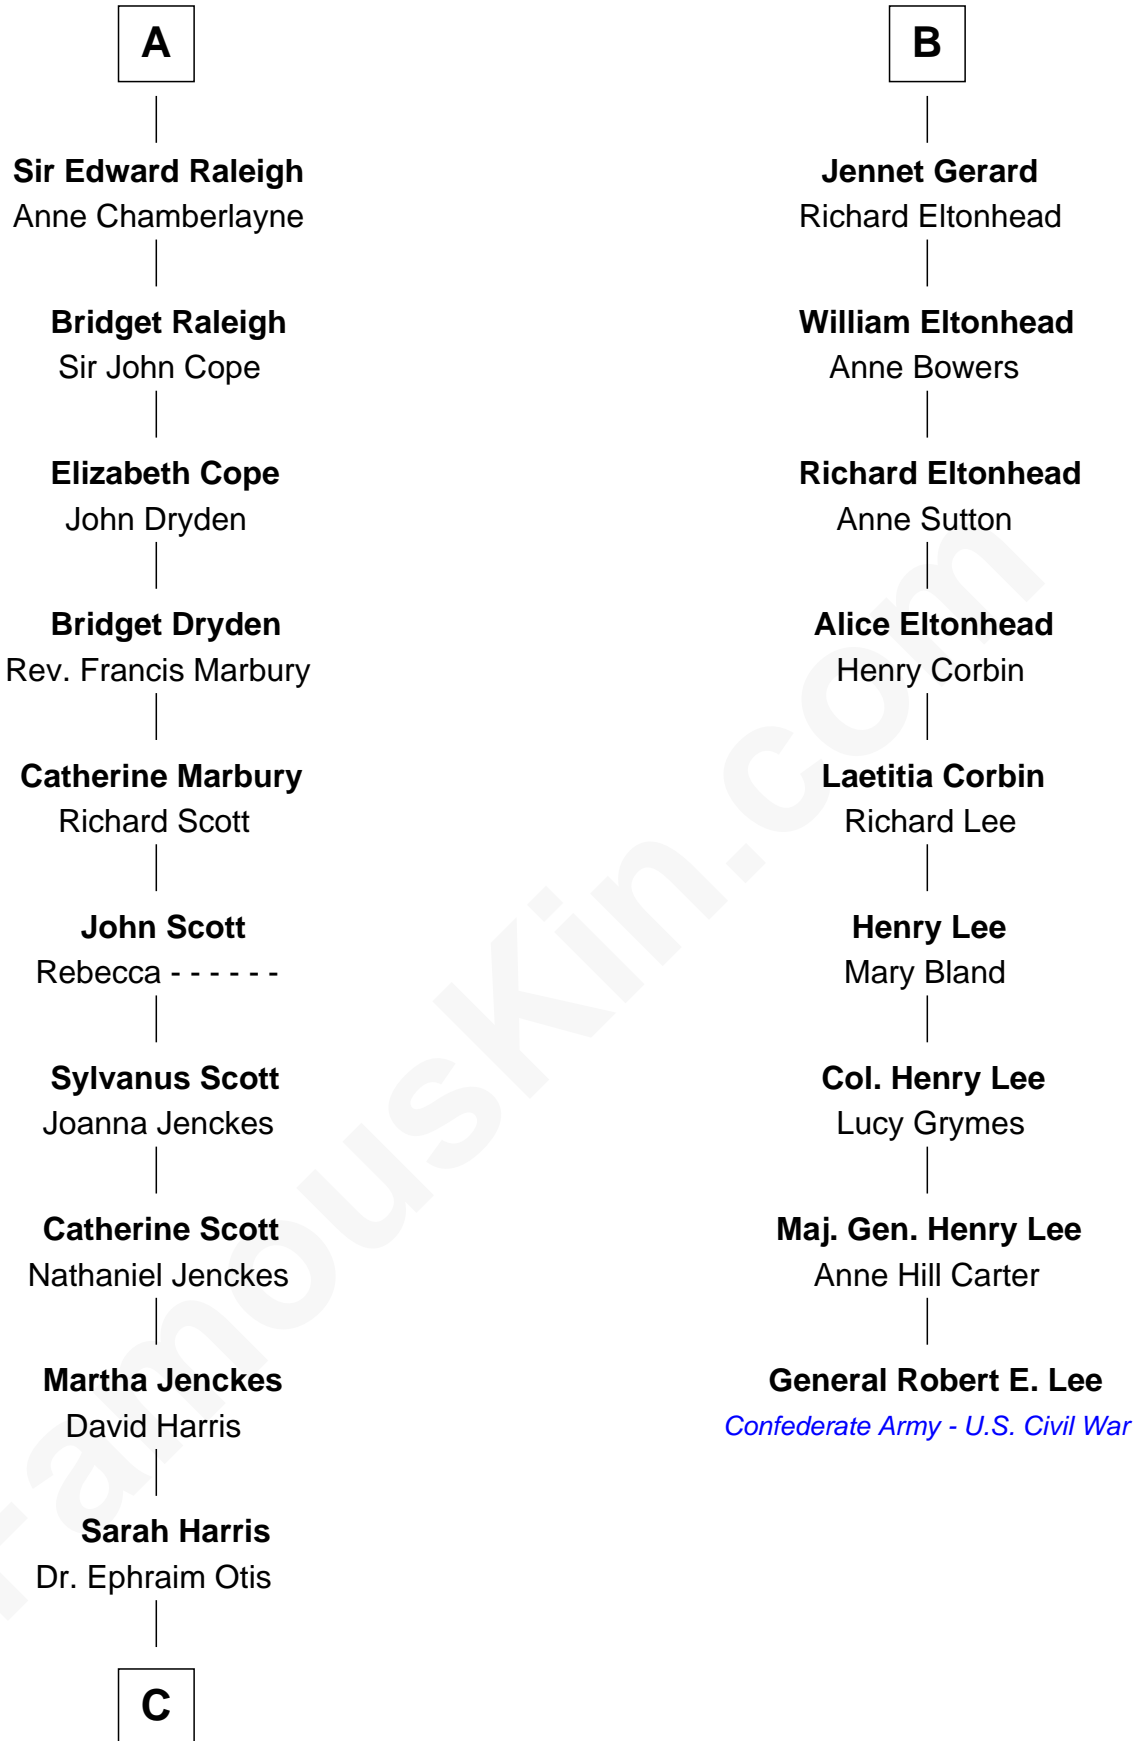 A
Sir Edward Raleigh
Anne Chamberlayne
Bridget Raleigh
Sir John Cope
Elizabeth Cope
John Dryden
Bridget Dryden
Rev. Francis Marbury
Catherine Marbury
Richard Scott
John Scott
Rebecca - - - - - -
Sylvanus Scott
Joanna Jenckes
Catherine Scott
Nathaniel Jenckes
Martha Jenckes
David Harris
Sarah Harris
Dr. Ephraim Otis
C
B
Jennet Gerard
Richard Eltonhead
William Eltonhead
Anne Bowers
Richard Eltonhead
Anne Sutton
Alice Eltonhead
Henry Corbin
Laetitia Corbin
Richard Lee
Henry Lee
Mary Bland
Col. Henry Lee
Lucy Grymes
Maj. Gen. Henry Lee
Anne Hill Carter
General Robert E. Lee
Confederate Army - U.S. Civil War
FamousKin.com